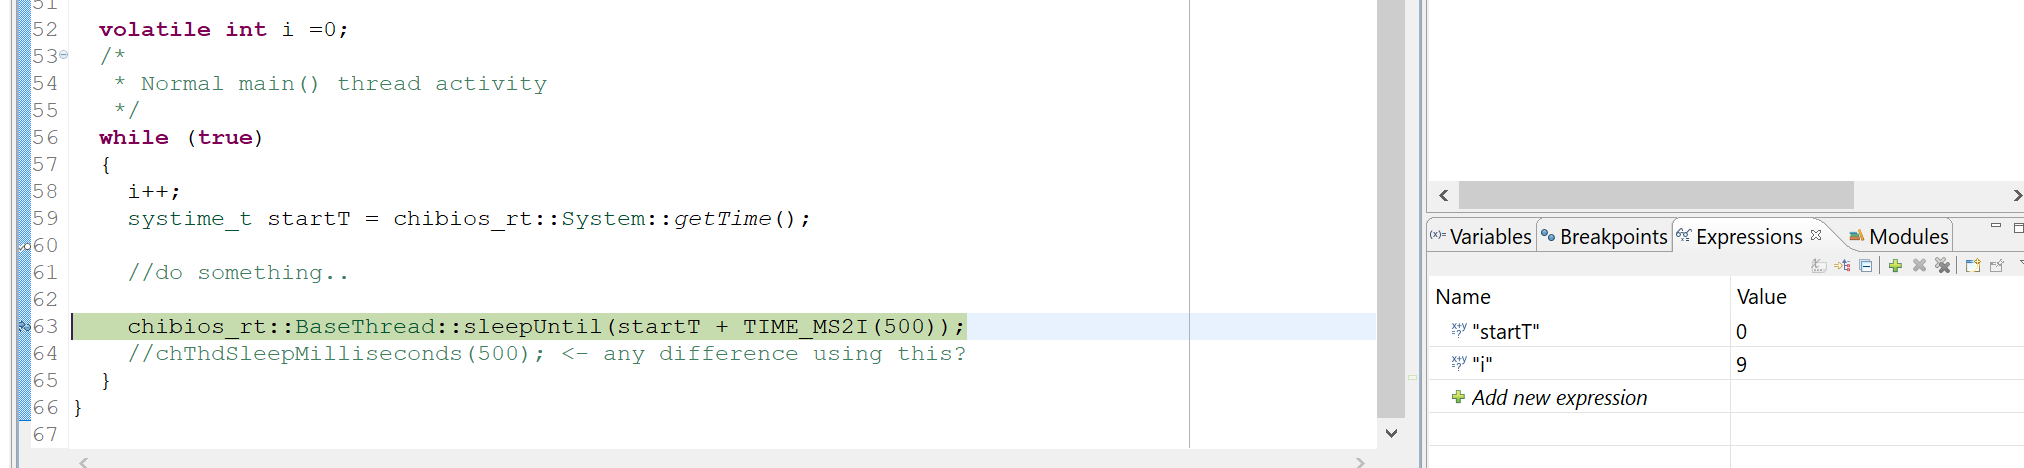 51
52 volatile int i =0;
53 /*
54 * Normal main() thread activity
55 */
56 while (true)
57 {
58 i++;
59 systime_t startT = chibios_rt::System::getTime();
60
61 //do something..
62
63 chibios_rt::BaseThread::sleepUntil(startT + TIME_MS2I(500));
64 //chThdSleepMilliseconds(500); <- any difference using this?
65 }
66 }
67
(x)= Variables Breakpoints Expressions Modules
Name Value
x+y =? "startT" 0
x+y =? "i" 9
Add new expression